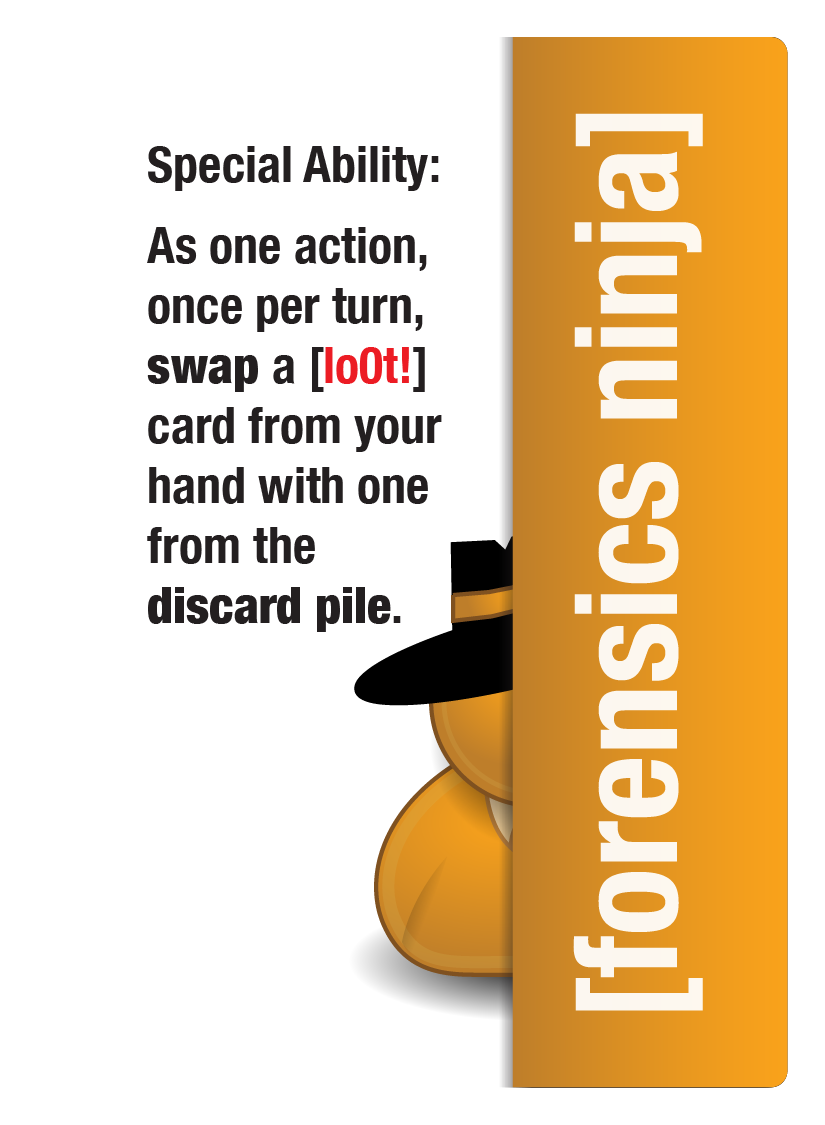 Special Ability:
As one action,
once per turn,
swap a [lo0t!]
card from your
hand with one
from the
discard pile.
[forensics ninja]